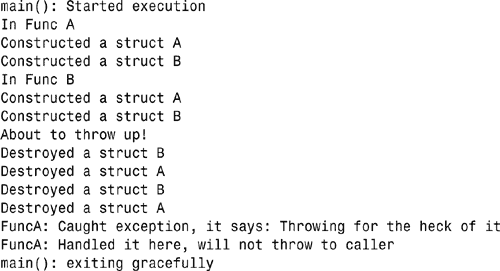 main(): Started execution
In Func A
Constructed a struct A
Constructed a struct B
In Func B
Constructed a struct A
Constructed a struct B
About to throw up!
Destroyed a struct B
Destroyed a struct A
Destroyed a struct B
Destroyed a struct A
FuncA: Caught exception, it says: Throwing for the heck of it
FuncA: Handled it here, will not throw to caller
main(): exiting gracefully